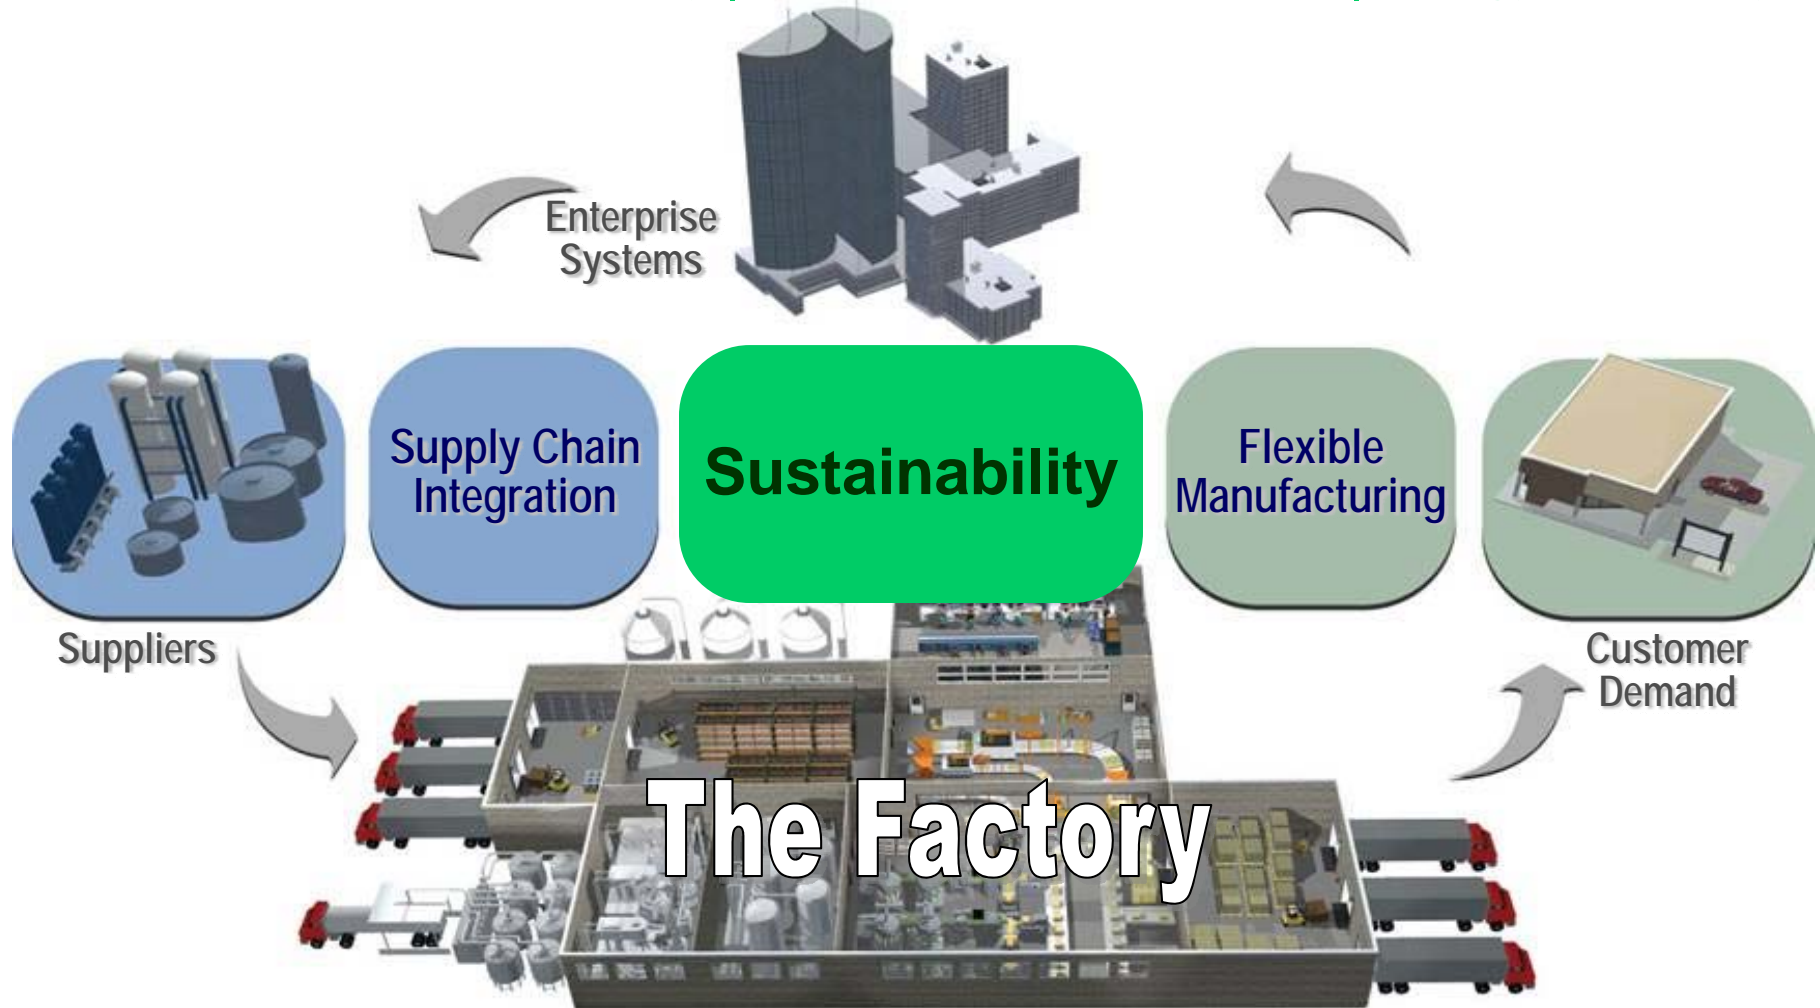 Enterprise
Systems
Supply Chain
Integration
Sustainability
Flexible
Manufacturing
Suppliers
Customer
Demand
The Factory